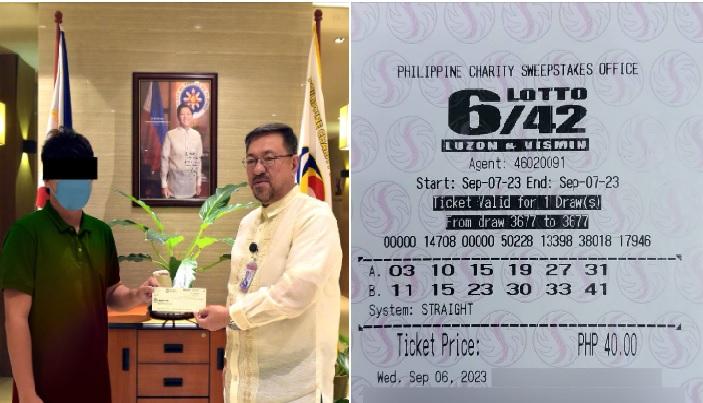 PHILIPPINE CHARITY SWEEPSTAKES OFFICE
LOTTO
6/42
LUZON & VISMIN
Agent: 46020091
Start: Sep-07-23 End: Sep-07-23
Ticket Valid for 1 Draw(s)
From draw 3677 to 3677
00000 14708 00000 50228 13398 38018 17946
A. 03 10 15 19 27 31
B. 11 15 23 30 33 41
System: STRAIGHT
Ticket Price: PHP 40.00
Wed, Sep 06, 2023